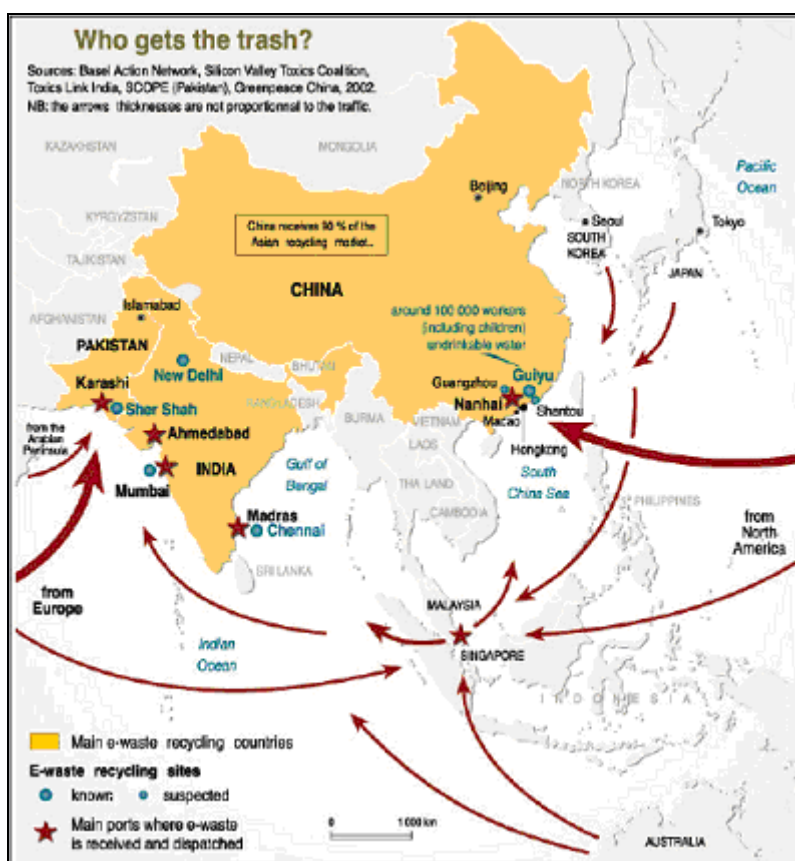 Who gets the trash?
Sources: Basel Action Network, Silicon Valley Toxics Coalition,
Toxics Link India, SCOPE (Pakistan), Greenpeace China, 2002.
NB: the arrows thicknesses are not proportionnal to the traffic.
KAZAKHSTAN
MONGOLIA
Pacific
Ocean
Beijing
NORTH KOREA
KYRGYZSTAN
Seoul
Tokyo
China receives 90 % of the
Asian recycling market..
SOUTH
KOREA
TAJIKISTAN
JAPAN
CHINA
Islamabad
around 100 000 workers
(including children)
undrinkable water
AFGHANISTAN
PAKISTAN
NEPAL
BHUTAN
New Delhi
Karashi
Guangzhou
Guiyu
Sher Shah
BANGLADESH
Nanhai
Shantou
Macao
from the
Arabian
Peninsula
Ahmedabad
BURMA
VIETNAM
LAOS
Hongkong
INDIA
Gulf of
Bengal
South
China Sea
Mumbai
THAILAND
PHILIPPINES
Madras
Chennai
CAMBODIA
from
North-
America
SRI LANKA
from
Europe
MALAYSIA
Indian
Ocean
SINGAPORE
INDONESIA
Main e-waste recycling countries
E-waste recycling sites
known
suspected
Main ports where e-waste
is received and dispatched
0
1 000 km
AUSTRALIA